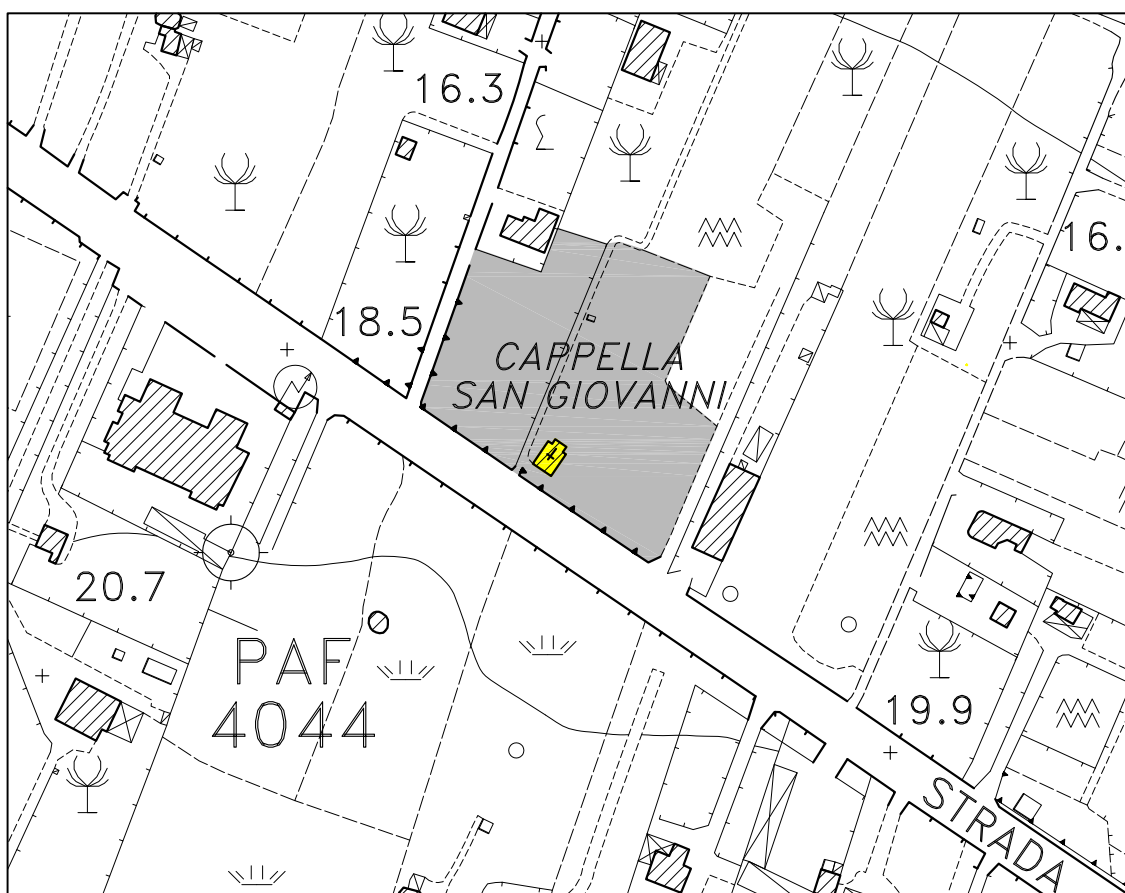 16.3
16.
18.5
CAPPELLA
SAN GIOVANNI
20.7
PAF
4044
19.9
STRADA